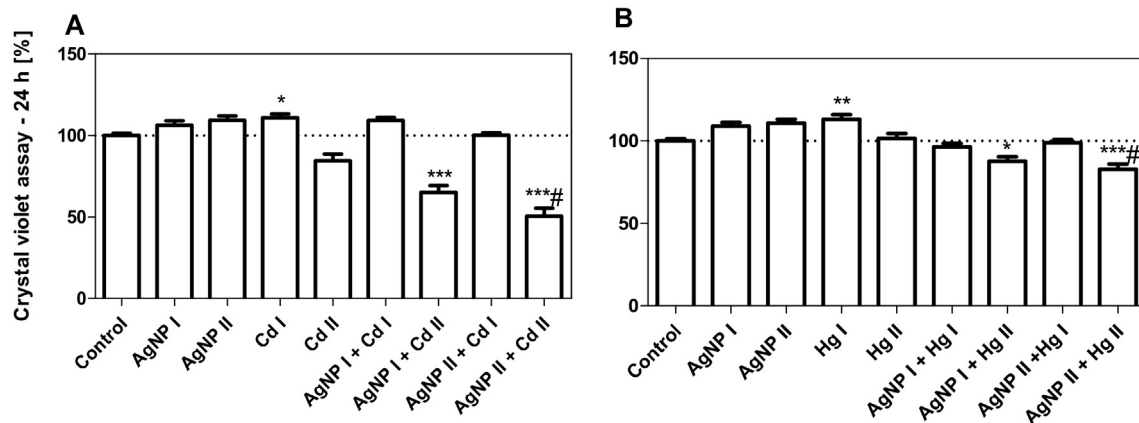 A
Crystal violet assay - 24 h [%]
150
100
50
0
*
***
***#
Control
AgNP I
AgNP II
Cd I
Cd II
AgNP I + Cd I
AgNP I + Cd II
AgNP II + Cd I
AgNP II + Cd II
B
150
100
50
0
**
*
***#
Control
AgNP I
AgNP II
Hg I
Hg II
AgNP I + Hg I
AgNP I + Hg II
AgNP II +Hg I
AgNP II + Hg II